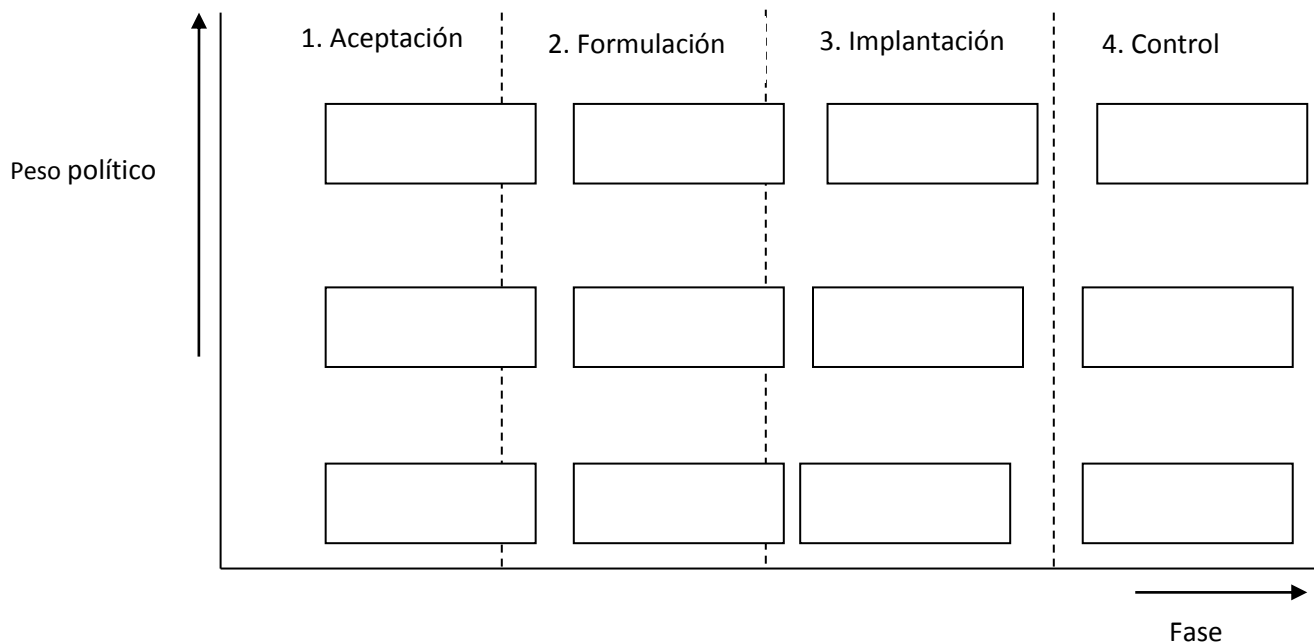 1. Aceptación
2. Formulación
3. Implantación
4. Control
Peso político
Fase